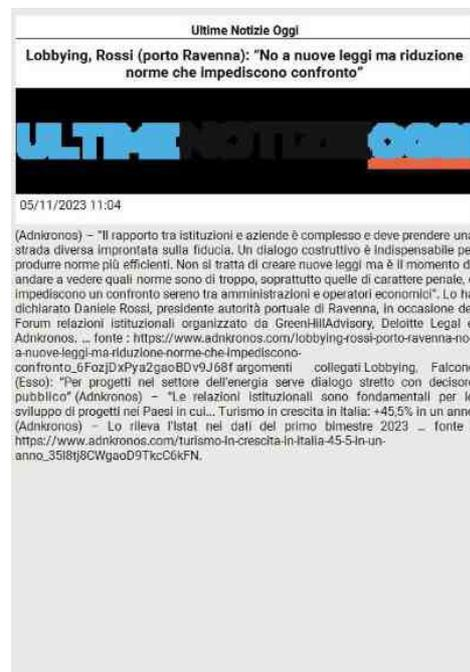 Ultime Notizie Oggi
Lobbying, Rossi (porto Ravenna): “No a nuove leggi ma riduzione
norme che impediscono confronto”
ULTIME NOTIZIE OGGI
05/11/2023 11:04
(Adnkronos) – "Il rapporto tra istituzioni e aziende è complesso e deve prendere una
strada diversa improntata sulla fiducia. Un dialogo costruttivo è indispensabile per
produrre norme più efficienti. Non si tratta di creare nuove leggi ma è il momento di
andare a vedere quali norme sono di troppo, soprattutto quelle di carattere penale,
impediscono un confronto sereno tra amministrazioni e operatori economici". Lo ha
dichiarato Daniele Rossi, presidente autorità portuale di Ravenna, in occasione del
Forum relazioni istituzionali organizzato da GreenHillAdvisory, Deloitte Legal e
Adnkronos. ... fonte : https://www.adnkronos.com/lobbying-rossi-porto-ravenna-no-
a-nuove-leggi-ma-riduzione-norme-che-impediscono-
confronto_6FozjDxPya2gaoBDv9J68f argomenti collegati Lobbying, Falcone
(Esso): "Per progetti nel settore dell'energia serve dialogo stretto con decisore
pubblico" (Adnkronos) – "Le relazioni istituzionali sono fondamentali per lo
sviluppo di progetti nei Paesi in cui... Turismo in crescita in Italia: +45,5% in un anno
(Adnkronos) – Lo rileva l'Istat nei dati del primo bimestre 2023 ... fonte :
https://www.adnkronos.com/turismo-in-crescita-in-italia-45-5-in-un-
anno_35l8tj8CWgaoD9TkcC6kFN.